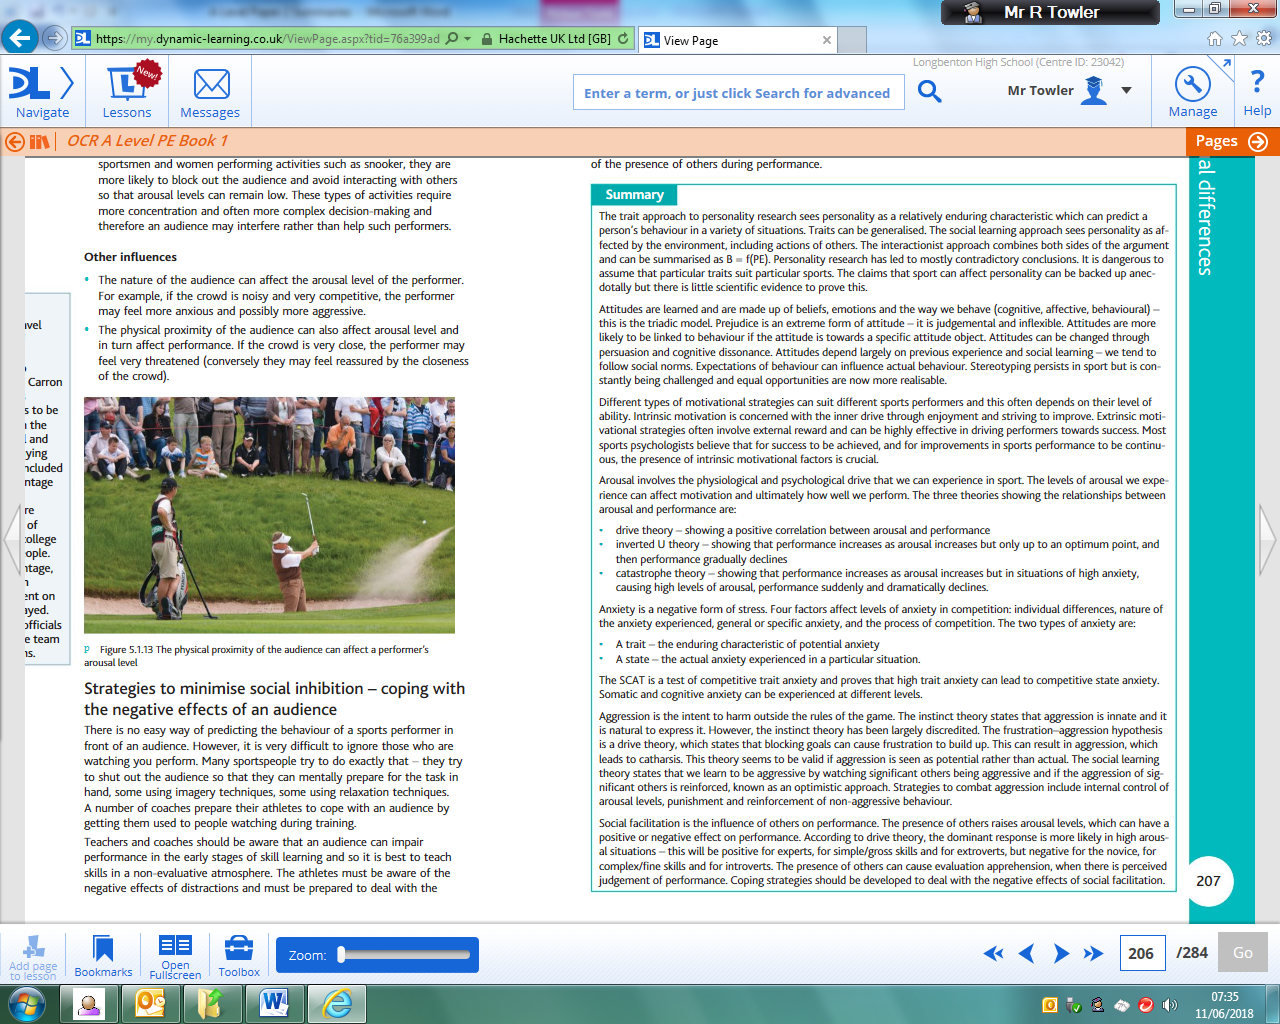 Mr R Towler
https://my.dynamic-learning.co.uk/ViewPage.aspx?tid=76a399ad
Hachette UK Ltd [GB]
View Page
Longbenton High School (Centre ID: 23042)
DL
Navigate
New!
Lessons
Messages
Enter a term, or just click Search for advanced
Mr Towler
Manage
?
Help
OCR A Level PE Book 1
Pages
sportsmen and women performing activities such as snooker, they are
more likely to block out the audience and avoid interacting with others
so that arousal levels can remain low. These types of activities require
more concentration and often more complex decision-making and
therefore an audience may interfere rather than help such performers.
Other influences
• The nature of the audience can affect the arousal level of the performer.
For example, if the crowd is noisy and very competitive, the performer
may feel more anxious and possibly more aggressive.
• The physical proximity of the audience can also affect arousal level and
in turn affect performance. If the crowd is very close, the performer may
feel very threatened (conversely they may feel reassured by the closeness
of the crowd).
vel
Carron
s to be
n the
l and
ying
ncluded
ntage
re
of
ollege
ople.
ntage,
n
ent on
ayed.
officials
e team
ns.
P Figure 5.1.13 The physical proximity of the audience can affect a performer's
arousal level
Strategies to minimise social inhibition – coping with
the negative effects of an audience
There is no easy way of predicting the behaviour of a sports performer in
front of an audience. However, it is very difficult to ignore those who are
watching you perform. Many sportspeople try to do exactly that – they try
to shut out the audience so that they can mentally prepare for the task in
hand, some using imagery techniques, some using relaxation techniques.
A number of coaches prepare their athletes to cope with an audience by
getting them used to people watching during training.
Teachers and coaches should be aware that an audience can impair
performance in the early stages of skill learning and so it is best to teach
skills in a non-evaluative atmosphere. The athletes must be aware of the
negative effects of distractions and must be prepared to deal with the
of the presence of others during performance.
Summary
The trait approach to personality research sees personality as a relatively enduring characteristic which can predict a
person's behaviour in a variety of situations. Traits can be generalised. The social learning approach sees personality as af-
fected by the environment, including actions of others. The interactionist approach combines both sides of the argument
and can be summarised as B = f(PE). Personality research has led to mostly contradictory conclusions. It is dangerous to
assume that particular traits suit particular sports. The claims that sport can affect personality can be backed up anec-
dotally but there is little scientific evidence to prove this.
Attitudes are learned and are made up of beliefs, emotions and the way we behave (cognitive, affective, behavioural) –
this is the triadic model. Prejudice is an extreme form of attitude – it is judgemental and inflexible. Attitudes are more
likely to be linked to behaviour if the attitude is towards a specific attitude object. Attitudes can be changed through
persuasion and cognitive dissonance. Attitudes depend largely on previous experience and social learning – we tend to
follow social norms. Expectations of behaviour can influence actual behaviour. Stereotyping persists in sport but is con-
stantly being challenged and equal opportunities are now more realisable.
Different types of motivational strategies can suit different sports performers and this often depends on their level of
ability. Intrinsic motivation is concerned with the inner drive through enjoyment and striving to improve. Extrinsic moti-
vational strategies often involve external reward and can be highly effective in driving performers towards success. Most
sports psychologists believe that for success to be achieved, and for improvements in sports performance to be continu-
ous, the presence of intrinsic motivational factors is crucial.
Arousal involves the physiological and psychological drive that we can experience in sport. The levels of arousal we expe-
rience can affect motivation and ultimately how well we perform. The three theories showing the relationships between
arousal and performance are:
• drive theory – showing a positive correlation between arousal and performance
• inverted U theory – showing that performance increases as arousal increases but only up to an optimum point, and
then performance gradually declines
• catastrophe theory – showing that performance increases as arousal increases but in situations of high anxiety,
causing high levels of arousal, performance suddenly and dramatically declines.
Anxiety is a negative form of stress. Four factors affect levels of anxiety in competition: individual differences, nature of
the anxiety experienced, general or specific anxiety, and the process of competition. The two types of anxiety are:
• A trait – the enduring characteristic of potential anxiety
• A state – the actual anxiety experienced in a particular situation.
The SCAT is a test of competitive trait anxiety and proves that high trait anxiety can lead to competitive state anxiety.
Somatic and cognitive anxiety can be experienced at different levels.
Aggression is the intent to harm outside the rules of the game. The instinct theory states that aggression is innate and it
is natural to express it. However, the instinct theory has been largely discredited. The frustration–aggression hypothesis
is a drive theory, which states that blocking goals can cause frustration to build up. This can result in aggression, which
leads to catharsis. This theory seems to be valid if aggression is seen as potential rather than actual. The social learning
theory states that we learn to be aggressive by watching significant others being aggressive and if the aggression of sig-
nificant others is reinforced, known as an optimistic approach. Strategies to combat aggression include internal control of
arousal levels, punishment and reinforcement of non-aggressive behaviour.
Social facilitation is the influence of others on performance. The presence of others raises arousal levels, which can have a
positive or negative effect on performance. According to drive theory, the dominant response is more likely in high arous-
al situations – this will be positive for experts, for simple/gross skills and for extroverts, but negative for the novice, for
complex/fine skills and for introverts. The presence of others can cause evaluation apprehension, when there is perceived
judgement of performance. Coping strategies should be developed to deal with the negative effects of social facilitation.
al differences
207
Add page
to lesson
Bookmarks
Open
Fullscreen
Toolbox
Zoom:
206
/284
Go
07:35
11/06/2018